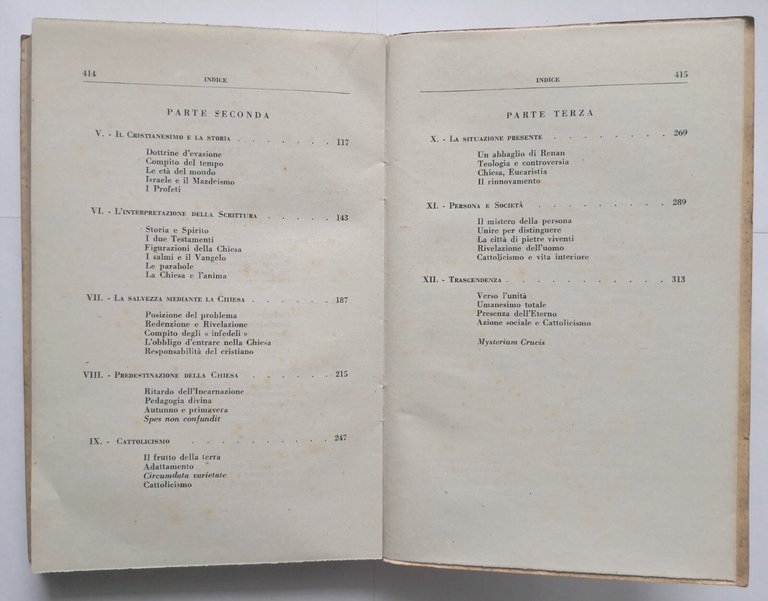 414
INDICE
PARTE SECONDA
V. - Il Cristianesimo e la storia . . . . . . . 117
Dottrine d'evasione
Compito del tempo
Le età del mondo
Israele e il Mazdeismo
I Profeti
VI. - L'interpretazione della Scrittura . . . . . 143
Storia e Spirito
I due Testamenti
Figurazioni della Chiesa
I salmi e il Vangelo
Le parabole
La Chiesa e l'anima
VII. - La salvezza mediante la Chiesa . . . . . . 187
Posizione del problema
Redenzione e Rivelazione
Compito degli « infedeli »
L'obbligo d'entrare nella Chiesa
Responsabilità del cristiano
VIII. - Predestinazione della Chiesa . . . . . . 215
Ritardo dell'Incarnazione
Pedagogia divina
Autunno e primavera
Spes non confundit
IX. - Cattolicismo . . . . . . . . . 247
Il frutto della terra
Adattamento
Circumdata varietate
Cattolicismo
INDICE
415
PARTE TERZA
X. - La situazione presente . . . . . . . . 269
Un abbaglio di Renan
Teologia e controversia
Chiesa, Eucaristia
Il rinnovamento
XI. - Persona e Società . . . . . . . . . 289
Il mistero della persona
Unire per distinguere
La città di pietre viventi
Rivelazione dell'uomo
Cattolicismo e vita interiore
XII. - Trascendenza . . . . . . . . . . . 313
Verso l'unità
Umanesimo totale
Presenza dell'Eterno
Azione sociale e Cattolicismo
Mysterium Crucis